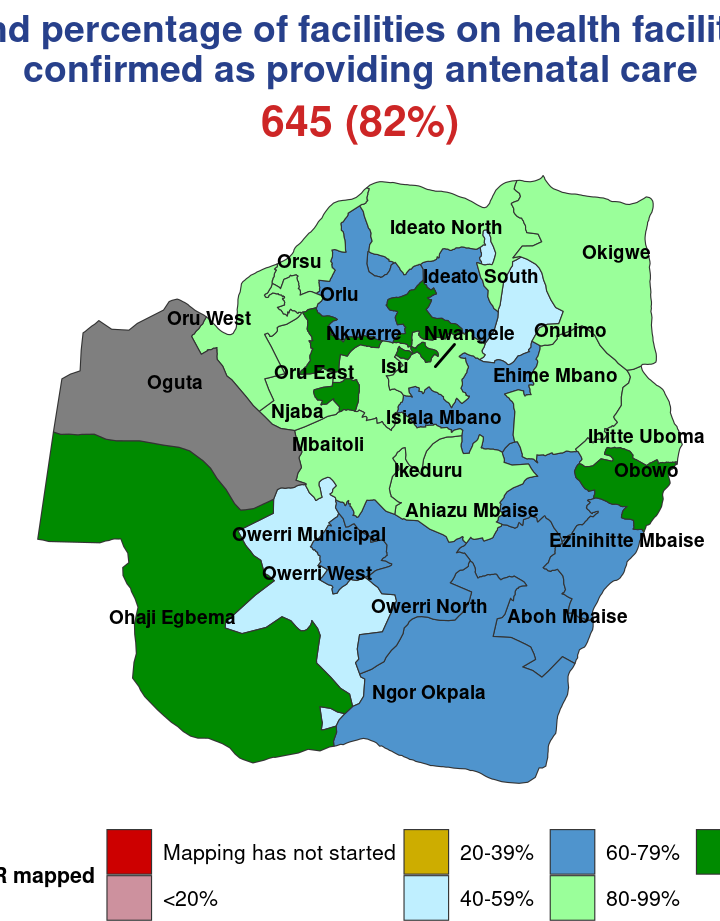 nd percentage of facilities on health facilit
confirmed as providing antenatal care
645 (82%)
Ideato North
Okigwe
Orsu
Ideato South
Orlu
Oru West
Nkwerre
Nwangele
Onuimo
Isu
Oru East
Ehime Mbano
Oguta
Njaba
Isiala Mbano
Ihitte Uboma
Mbaitoli
Ikeduru
Obowo
Ahiazu Mbaise
Owerri Municipal
Ezinihitte Mbaise
Owerri West
Owerri North
Ohaji Egbema
Aboh Mbaise
Ngor Okpala
Mapping has not started
20-39%
60-79%
R mapped
<20%
40-59%
80-99%